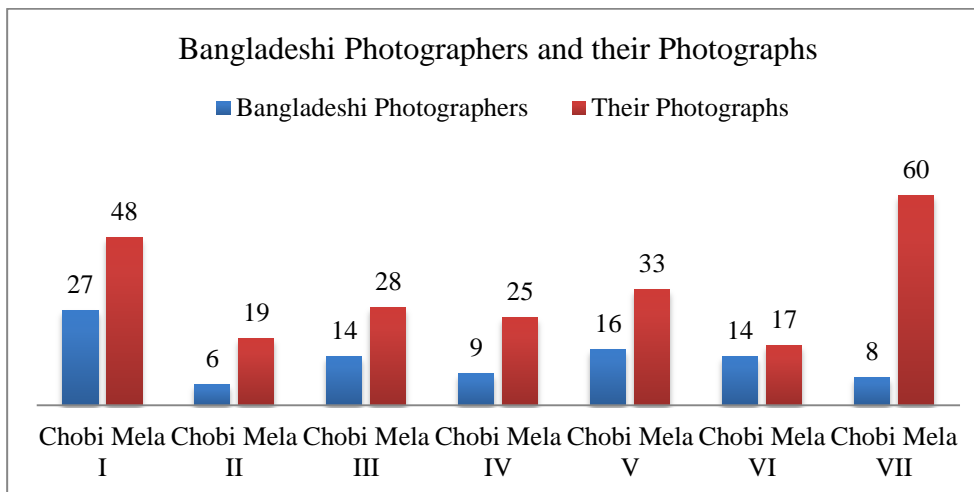 Bangladeshi Photographers and their Photographs
Bangladeshi Photographers Their Photographs
27 48 6 19 14 28 9 25 16 33 14 17 8 60
Chobi Mela Chobi Mela Chobi Mela Chobi Mela Chobi Mela Chobi Mela Chobi Mela
I II III IV V VI VII